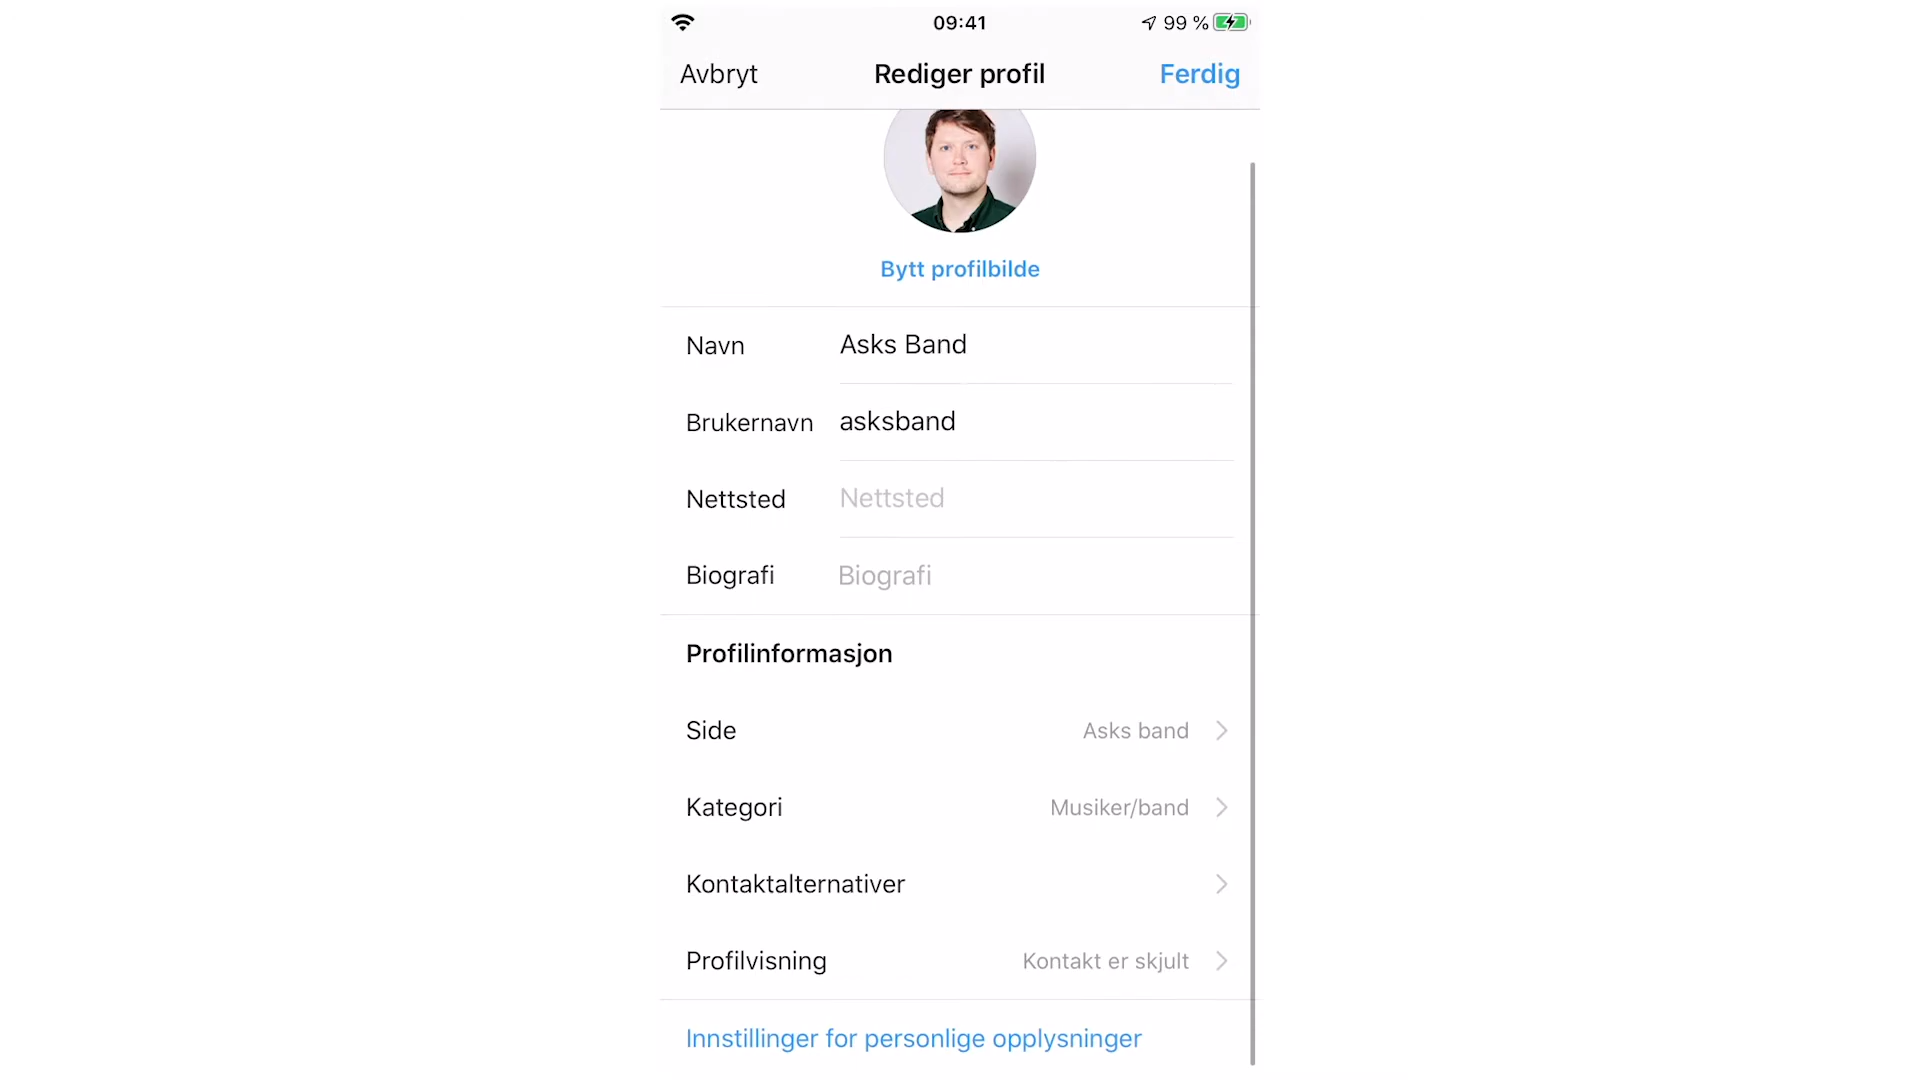 09:41
99 %
Avbryt
Rediger profil
Ferdig
Bytt profilbilde
Navn
Asks Band
Brukernavn
asksband
Nettsted
Nettsted
Biografi
Biografi
Profilinformasjon
Side
Asks band
Kategori
Musiker/band
Kontaktalternativer
Profilvisning
Kontakt er skjult
Innstillinger for personlige opplysninger